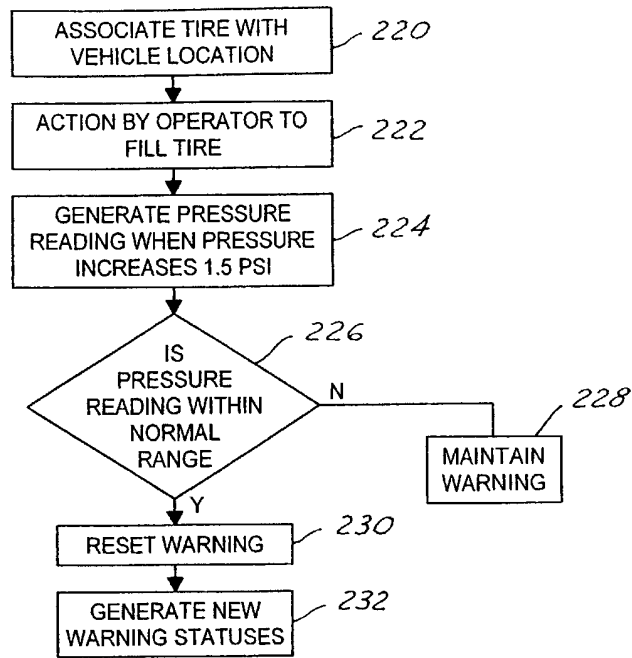 ASSOCIATE TIRE WITH
VEHICLE LOCATION
220
ACTION BY OPERATOR TO
FILL TIRE
222
GENERATE PRESSURE
READING WHEN PRESSURE
INCREASES 1.5 PSI
224
226
IS
PRESSURE
READING WITHIN
NORMAL
RANGE
N
228
MAINTAIN
WARNING
Y
RESET WARNING
230
GENERATE NEW
WARNING STATUSES
232